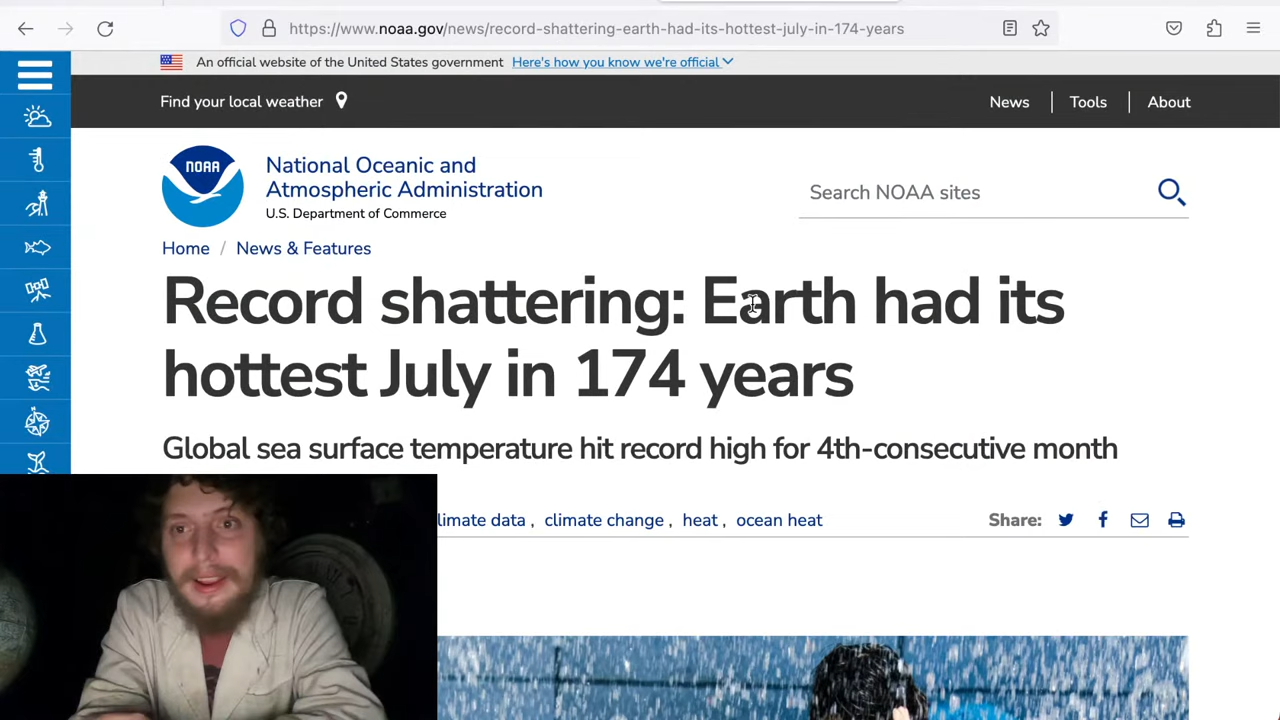 https://www.noaa.gov/news/record-shattering-earth-had-its-hottest-july-in-174-years
An official website of the United States government Here's how you know we're official
Find your local weather News Tools About
NOAA
National Oceanic and
Atmospheric Administration
U.S. Department of Commerce
Search NOAA sites
Home / News & Features
Record shattering: Earth had its
hottest July in 174 years
Global sea surface temperature hit record high for 4th-consecutive month
data , climate change , heat , ocean heat Share: